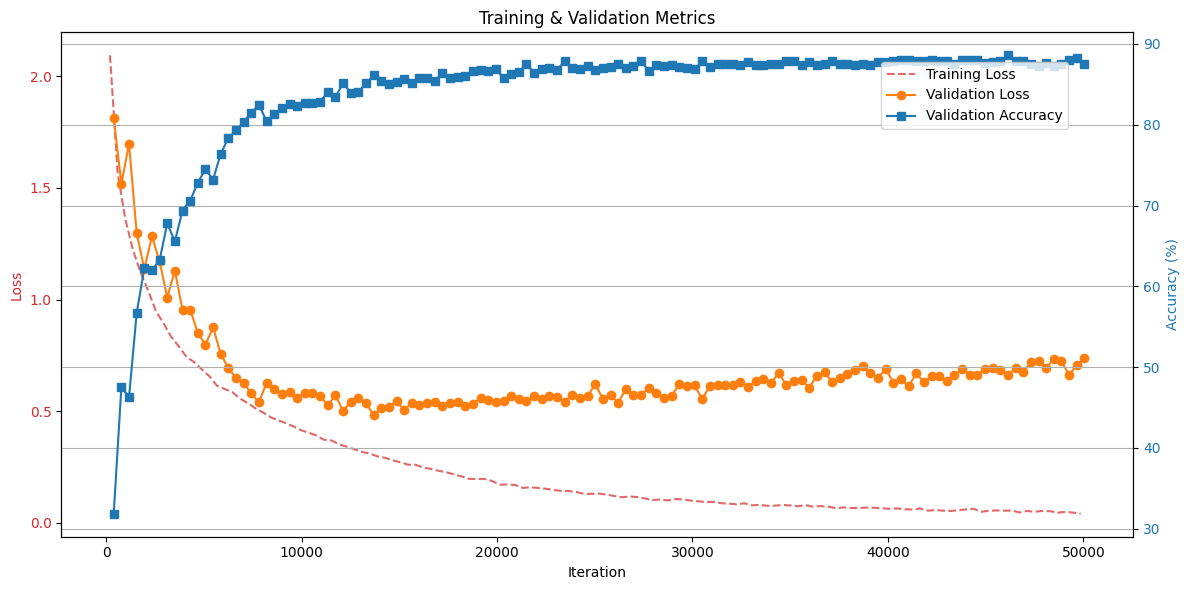 Training & Validation Metrics
2.0
1.5
1.0
0.5
0.0
Loss
90
80
70
60
50
40
30
Accuracy (%)
Training Loss
Validation Loss
Validation Accuracy
0
10000
20000
30000
40000
50000
Iteration